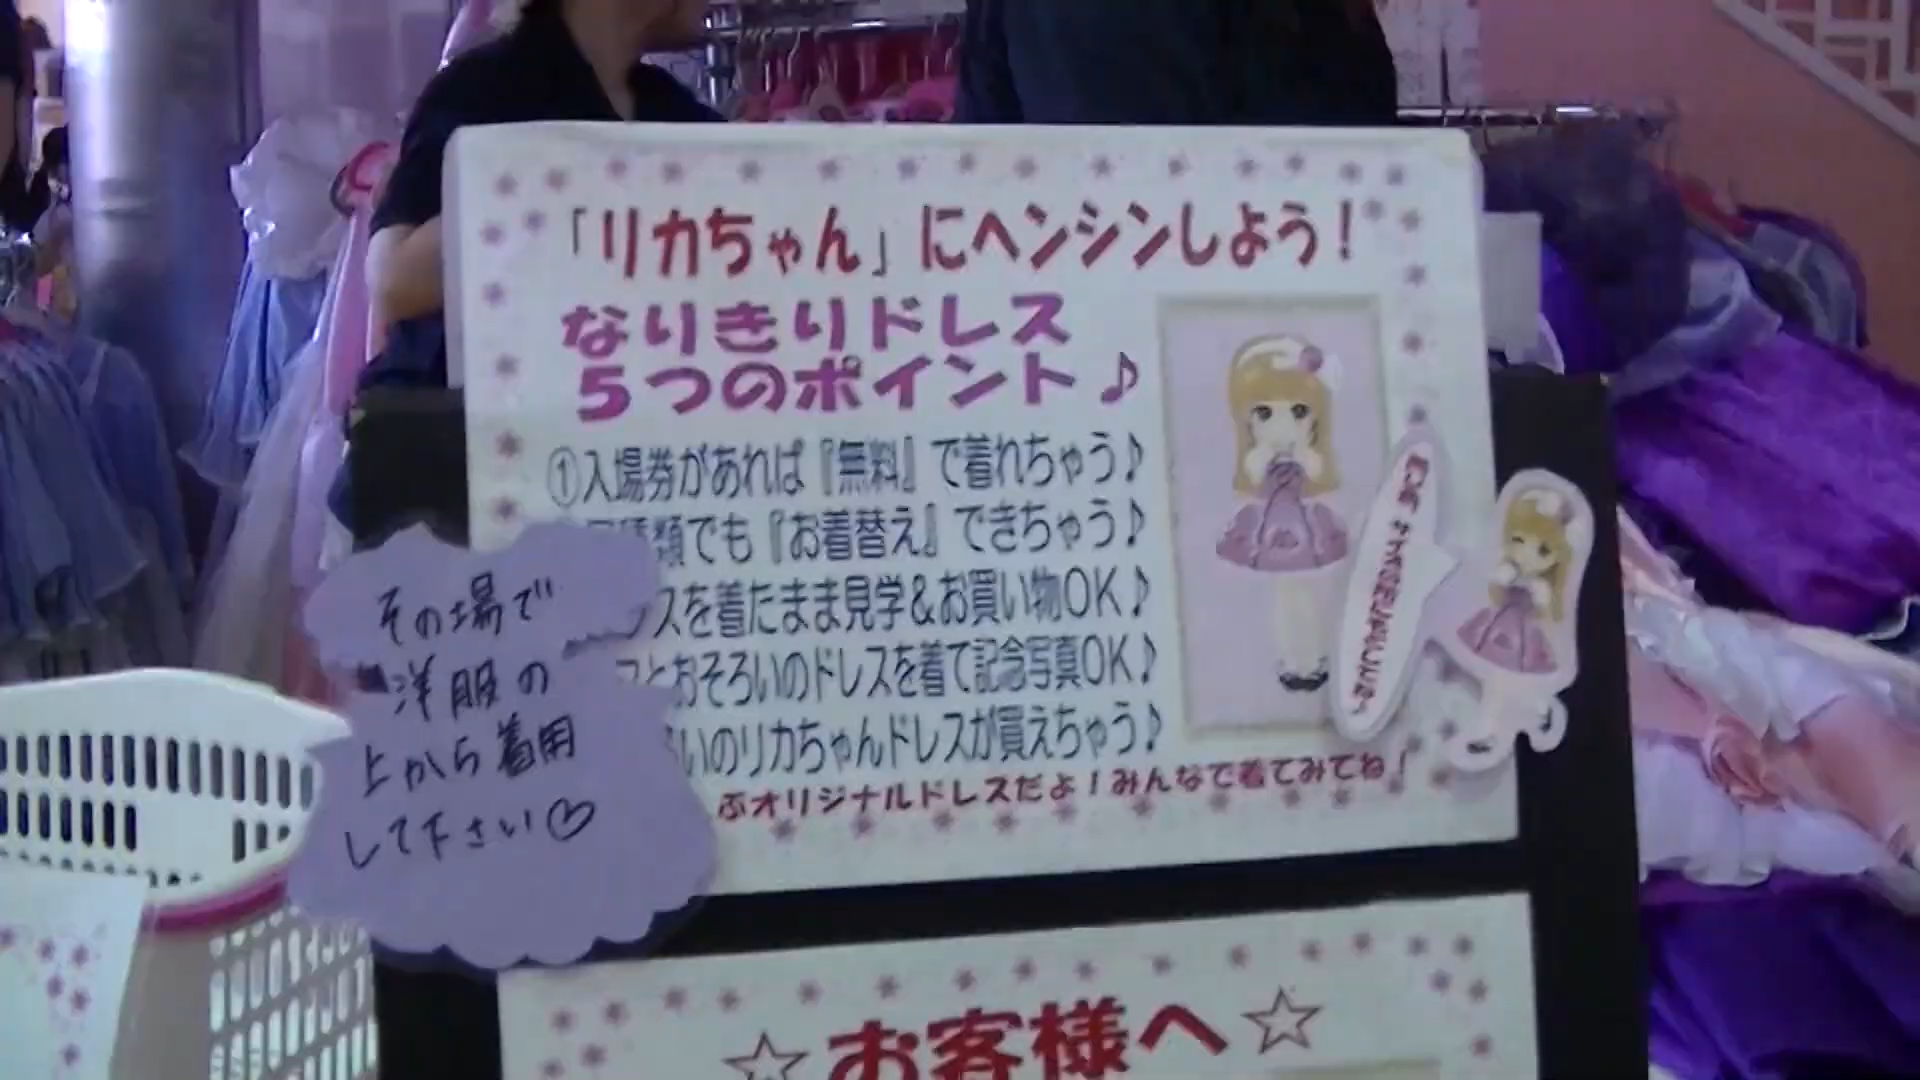 「リカちゃん」にヘンシンしよう！
なりきりドレス
5つのポイント♪
①入場券があれば『無料』で着れちゃう♪
種類でも『お着替え』できちゃう♪
スを着たまま見学&お買い物OK♪
とおそろいのドレスを着て記念写真OK♪
いのリカちゃんドレスが買えちゃう♪
オリジナルドレスだよ！みんなで着てみてね！
その場で
洋服の
上から着用
して下さい♡
☆お客様へ☆